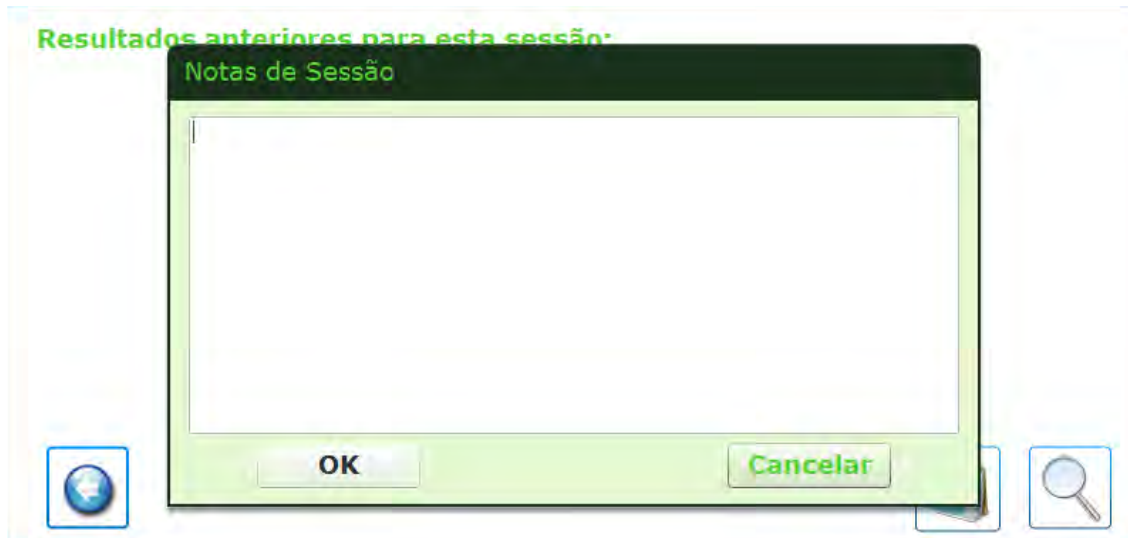 Resultados anteriores para esta sessão:
Notas de Sessão
OK
Cancelar